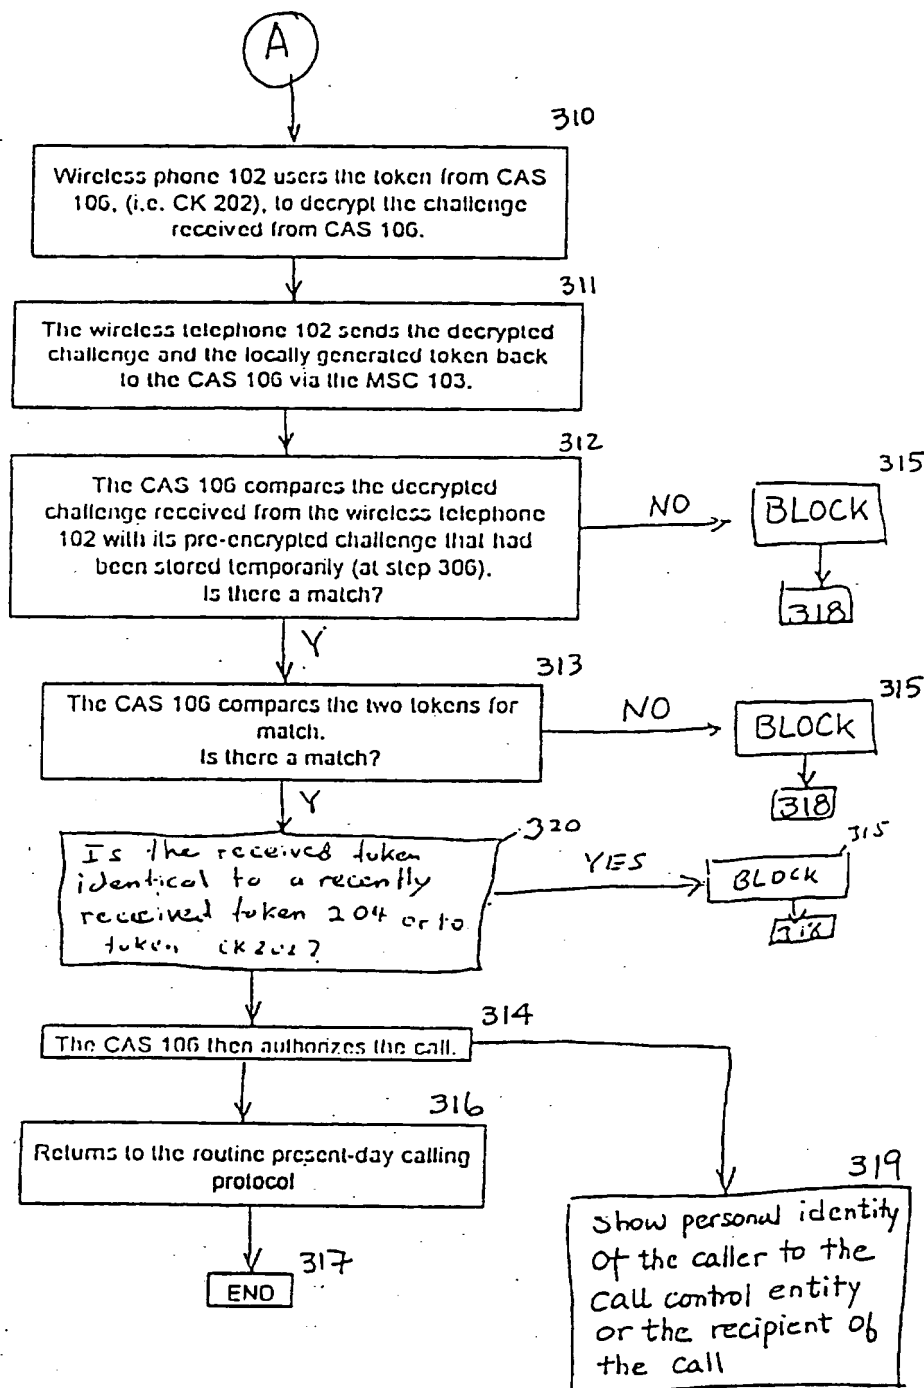 A
310
Wireless phone 102 users the token from CAS
106, (i.e. CK 202), to decrypt the challenge
received from CAS 106.
311
The wireless telephone 102 sends the decrypted
challenge and the locally generated token back
to the CAS 106 via the MSC 103.
312
The CAS 106 compares the decrypted
challenge received from the wireless telephone
102 with its pre-encrypted challenge that had
been stored temporarily (at step 306).
Is there a match?
NO
315
BLOCK
318
Y
313
The CAS 106 compares the two tokens for
match.
Is there a match?
NO
315
BLOCK
318
Y
320
Is the received token
identical to a recently
received token 204 or to
token CK202?
YES
315
BLOCK
318
314
The CAS 106 then authorizes the call.
316
Returns to the routine present-day calling
protocol
317
END
319
Show personal identity
of the caller to the
call control entity
or the recipient of
the call